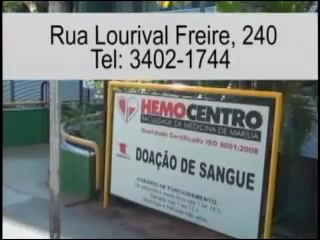 Rua Lourival Freire, 240
Tel: 3402-1744
HEMOCENTRO
FACULDADE DE MEDICINA DE MARÍLIA
Qualidade Certificada ISO 9001:2008
DOAÇÃO DE SANGUE
HORÁRIO DE FUNCIONAMENTO: